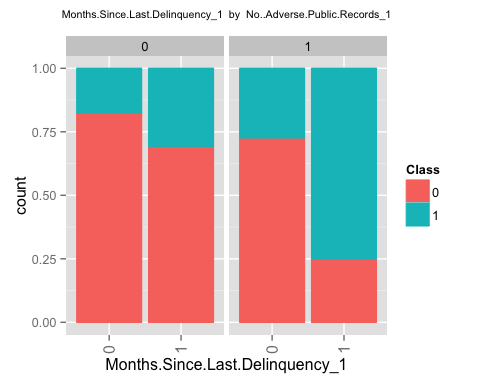 Months.Since.Last.Delinquency_1 by No..Adverse.Public.Records_1
0 1
1.00
0.75
0.50
0.25
0.00
count
0 1 0 1
Months.Since.Last.Delinquency_1
Class
0
1